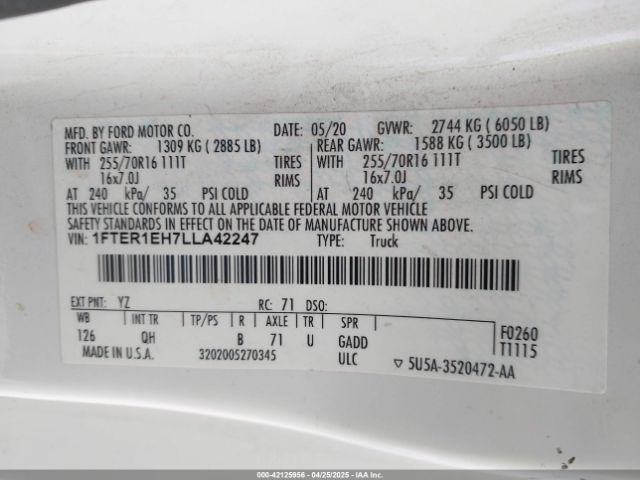 MFD. BY FORD MOTOR CO. DATE: 05/20 GVWR: 2744 KG ( 6050 LB)
FRONT GAWR: 1309 KG ( 2885 LB) REAR GAWR: 1588 KG ( 3500 LB)
WITH 255/70R16 111T TIRES WITH 255/70R16 111T TIRES
16x7.0J RIMS 16x7.0J RIMS
AT 240 kPa/ 35 PSI COLD AT 240 kPa/ 35 PSI COLD
THIS VEHICLE CONFORMS TO ALL APPLICABLE FEDERAL MOTOR VEHICLE
SAFETY STANDARDS IN EFFECT ON THE DATE OF MANUFACTURE SHOWN ABOVE.
VIN: 1FTER1EH7LLA42247 TYPE: Truck
EXT PNT: YZ RC: 71 DSO:
WB INT TR TP/PS R AXLE TR SPR
126 QH B 71 U GADD
F0260
T1115
MADE IN U.S.A. 3202005270345 ULC ▽ 5U5A-3520472-AA
000-42125956 - 04/25/2025 - IAA Inc.